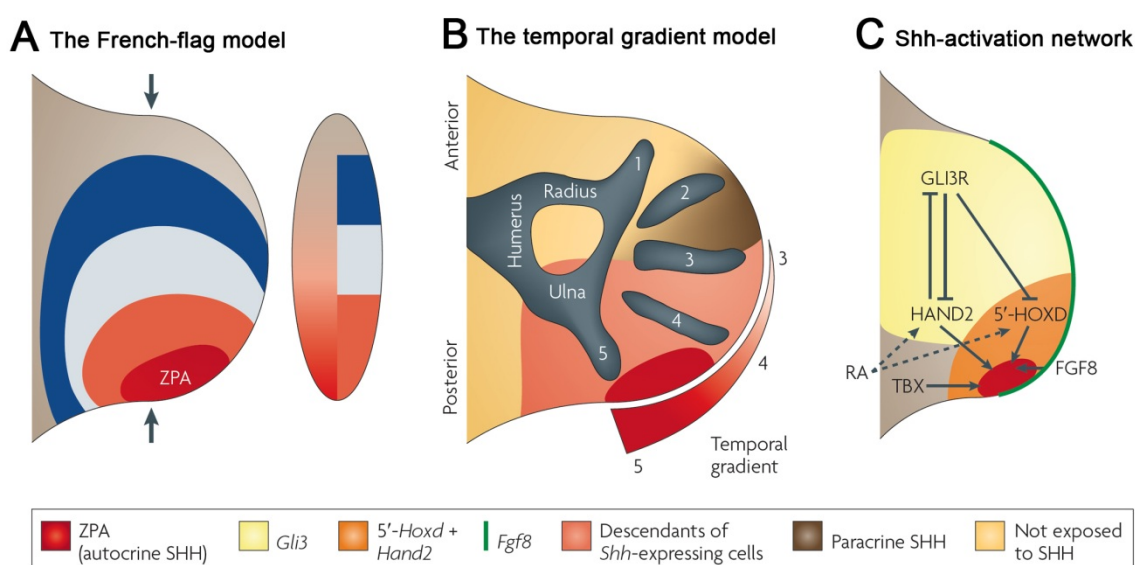 A The French-flag model
ZPA
B The temporal gradient model
Anterior
Posterior
Humerus
Radius
Ulna
1
2
3
4
5
3
4
5
Temporal
gradient
C Shh-activation network
GLI3R
HAND2
5′-HOXD
RA
TBX
FGF8
ZPA
(autocrine SHH)
Gli3
5′-Hoxd +
Hand2
Fgf8
Descendants of
Shh-expressing cells
Paracrine SHH
Not exposed
to SHH